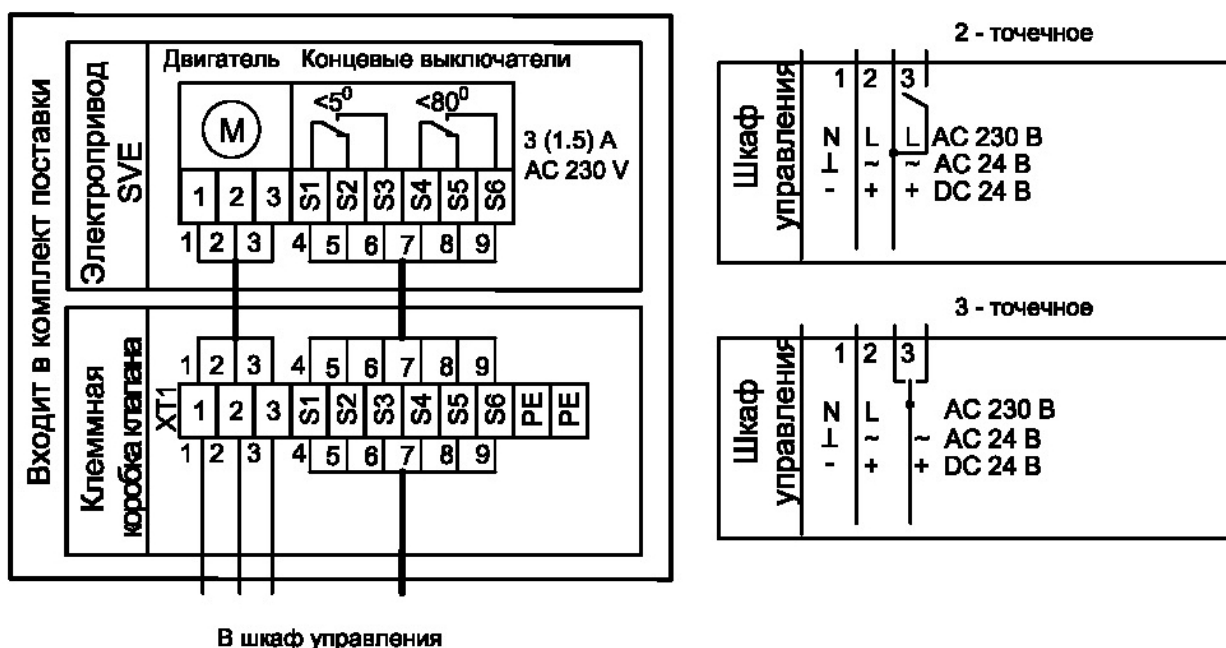 Входит в комплект поставки
Электропривод
SVE
Двигатель Концевые выключатели
<5⁰ <80⁰
M
3 (1.5) A
AC 230 V
1 2 3 S1 S2 S3 S4 S5 S6
1 2 3 4 5 6 7 8 9
Клеммная
коробка клапана
XT1
1 2 3 4 5 6 7 8 9
1 2 3 S1 S2 S3 S4 S5 S6 PE PE
1 2 3 4 5 6 7 8 9
В шкаф управления
2 - точечное
Шкаф
управления
1 2 3
N L L AC 230 В
⊥ ~ ~ AC 24 В
- + + DC 24 В
3 - точечное
Шкаф
управления
1 2 3
N L AC 230 В
⊥ ~ ~ AC 24 В
- + + DC 24 В